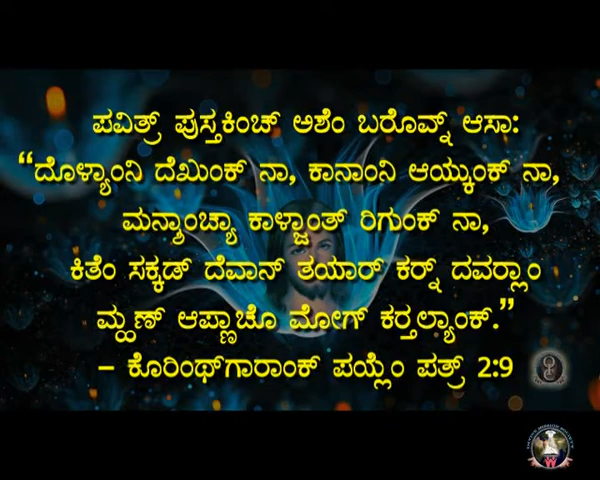 ಪವಿತ್ರ್ ಪುಸ್ತಕಿಂಚ್ ಅಶೆಂ ಬರೊವ್ನ್ ಆಸಾ:
“ದೊಳ್ಯಾಂನಿ ದೆಖುಂಕ್ ನಾ, ಕಾನಾಂನಿ ಆಯ್ಕುಂಕ್ ನಾ,
ಮನ್ಶಾಂಚ್ಯಾ ಕಾಳ್ಜಾಂತ್ ರಿಗುಂಕ್ ನಾ,
ಕಿತೆಂ ಸಕ್ಕಡ್ ದೆವಾನ್ ತಯಾರ್ ಕರ್ನ್ ದವರ್‍ಲಾಂ
ಮ್ಹಣ್ ಆಪ್ಣಾಚೊ ಮೋಗ್ ಕರ್‍ತಲ್ಯಾಂಕ್.”
– ಕೊರಿಂಥ್‌ಗಾರಾಂಕ್ ಪಯ್ಲೆಂ ಪತ್ರ್ 2:9